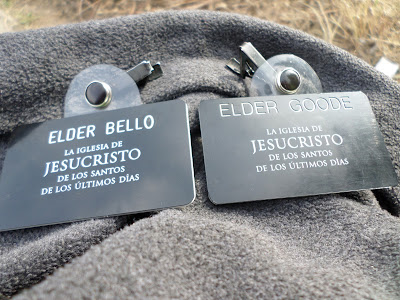 ELDER BELLO
LA IGLESIA DE
JESUCRISTO
DE LOS SANTOS
DE LOS ÚLTIMOS DÍAS
ELDER GOODE
LA IGLESIA DE
JESUCRISTO
DE LOS SANTOS
DE LOS ÚLTIMOS DÍAS